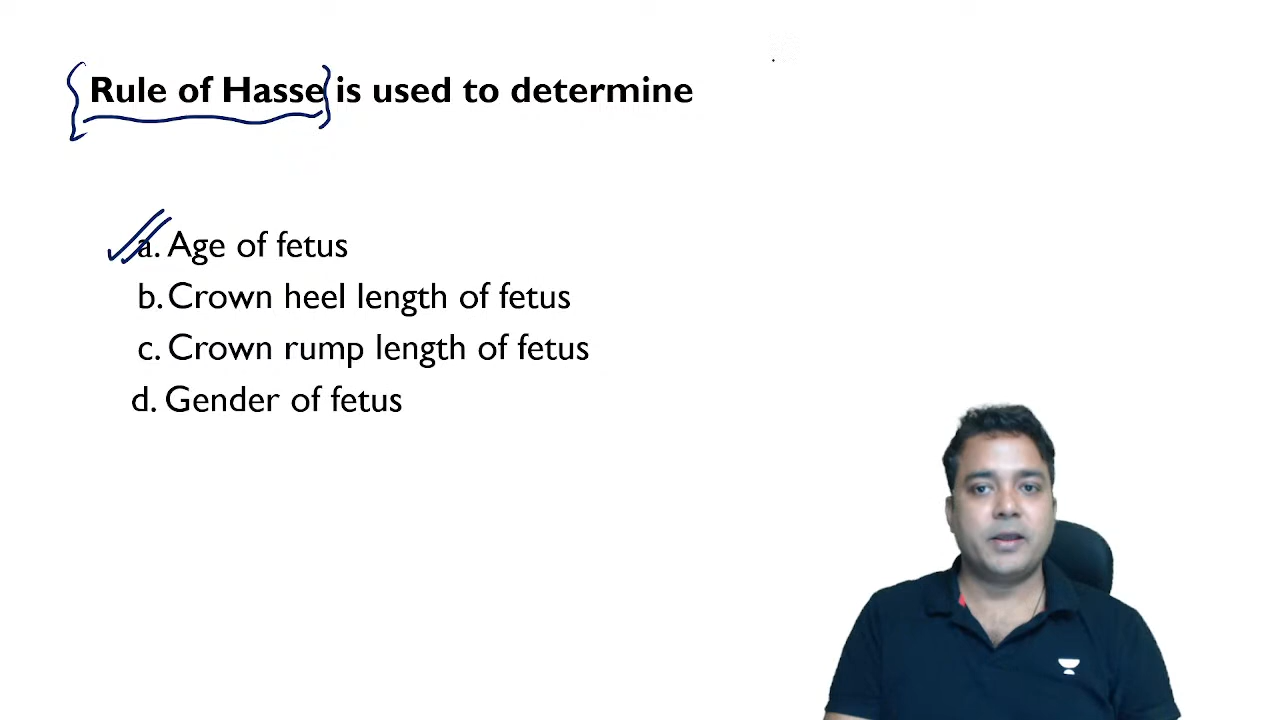 Rule of Hasse is used to determine
a. Age of fetus
b. Crown heel length of fetus
c. Crown rump length of fetus
d. Gender of fetus